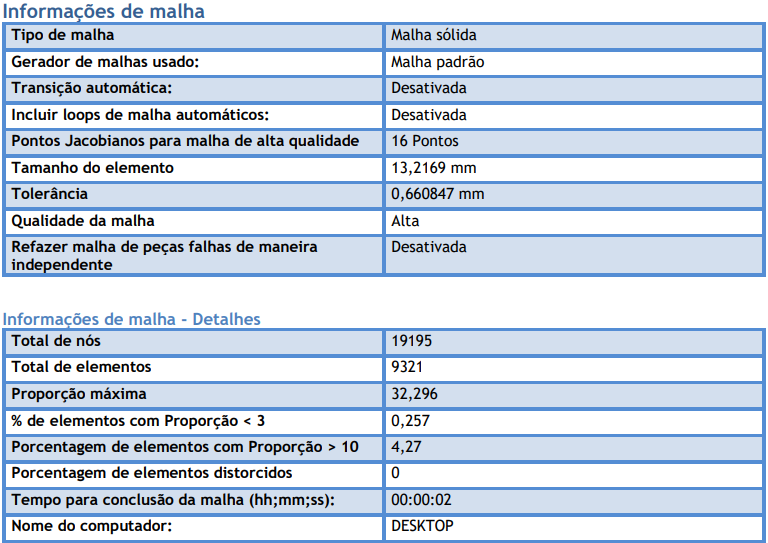 Informações de malha
Tipo de malha Malha sólida
Gerador de malhas usado: Malha padrão
Transição automática: Desativada
Incluir loops de malha automáticos: Desativada
Pontos Jacobianos para malha de alta qualidade 16 Pontos
Tamanho do elemento 13,2169 mm
Tolerância 0,660847 mm
Qualidade da malha Alta
Refazer malha de peças falhas de maneira Desativada
independente
Informações de malha - Detalhes
Total de nós 19195
Total de elementos 9321
Proporção máxima 32,296
% de elementos com Proporção < 3 0,257
Porcentagem de elementos com Proporção > 10 4,27
Porcentagem de elementos distorcidos 0
Tempo para conclusão da malha (hh;mm;ss): 00:00:02
Nome do computador: DESKTOP